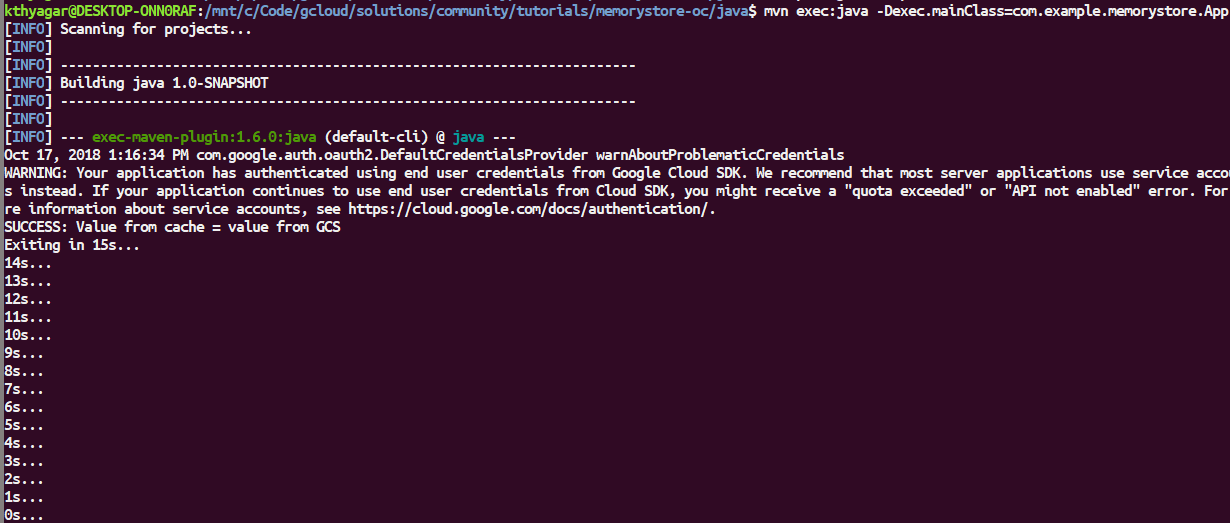 kthyagar@DESKTOP-ONN0RAF:/mnt/c/Code/gcloud/solutions/community/tutorials/memorystore-oc/java$ mvn exec:java -Dexec.mainClass=com.example.memorystore.App
[INFO] Scanning for projects...
[INFO]
[INFO] ------------------------------------------------------------------------
[INFO] Building java 1.0-SNAPSHOT
[INFO] ------------------------------------------------------------------------
[INFO]
[INFO] --- exec-maven-plugin:1.6.0:java (default-cli) @ java ---
Oct 17, 2018 1:16:34 PM com.google.auth.oauth2.DefaultCredentialsProvider warnAboutProblematicCredentials
WARNING: Your application has authenticated using end user credentials from Google Cloud SDK. We recommend that most server applications use service accou
s instead. If your application continues to use end user credentials from Cloud SDK, you might receive a "quota exceeded" or "API not enabled" error. For
re information about service accounts, see https://cloud.google.com/docs/authentication/.
SUCCESS: Value from cache = value from GCS
Exiting in 15s...
14s...
13s...
12s...
11s...
10s...
9s...
8s...
7s...
6s...
5s...
4s...
3s...
2s...
1s...
0s...